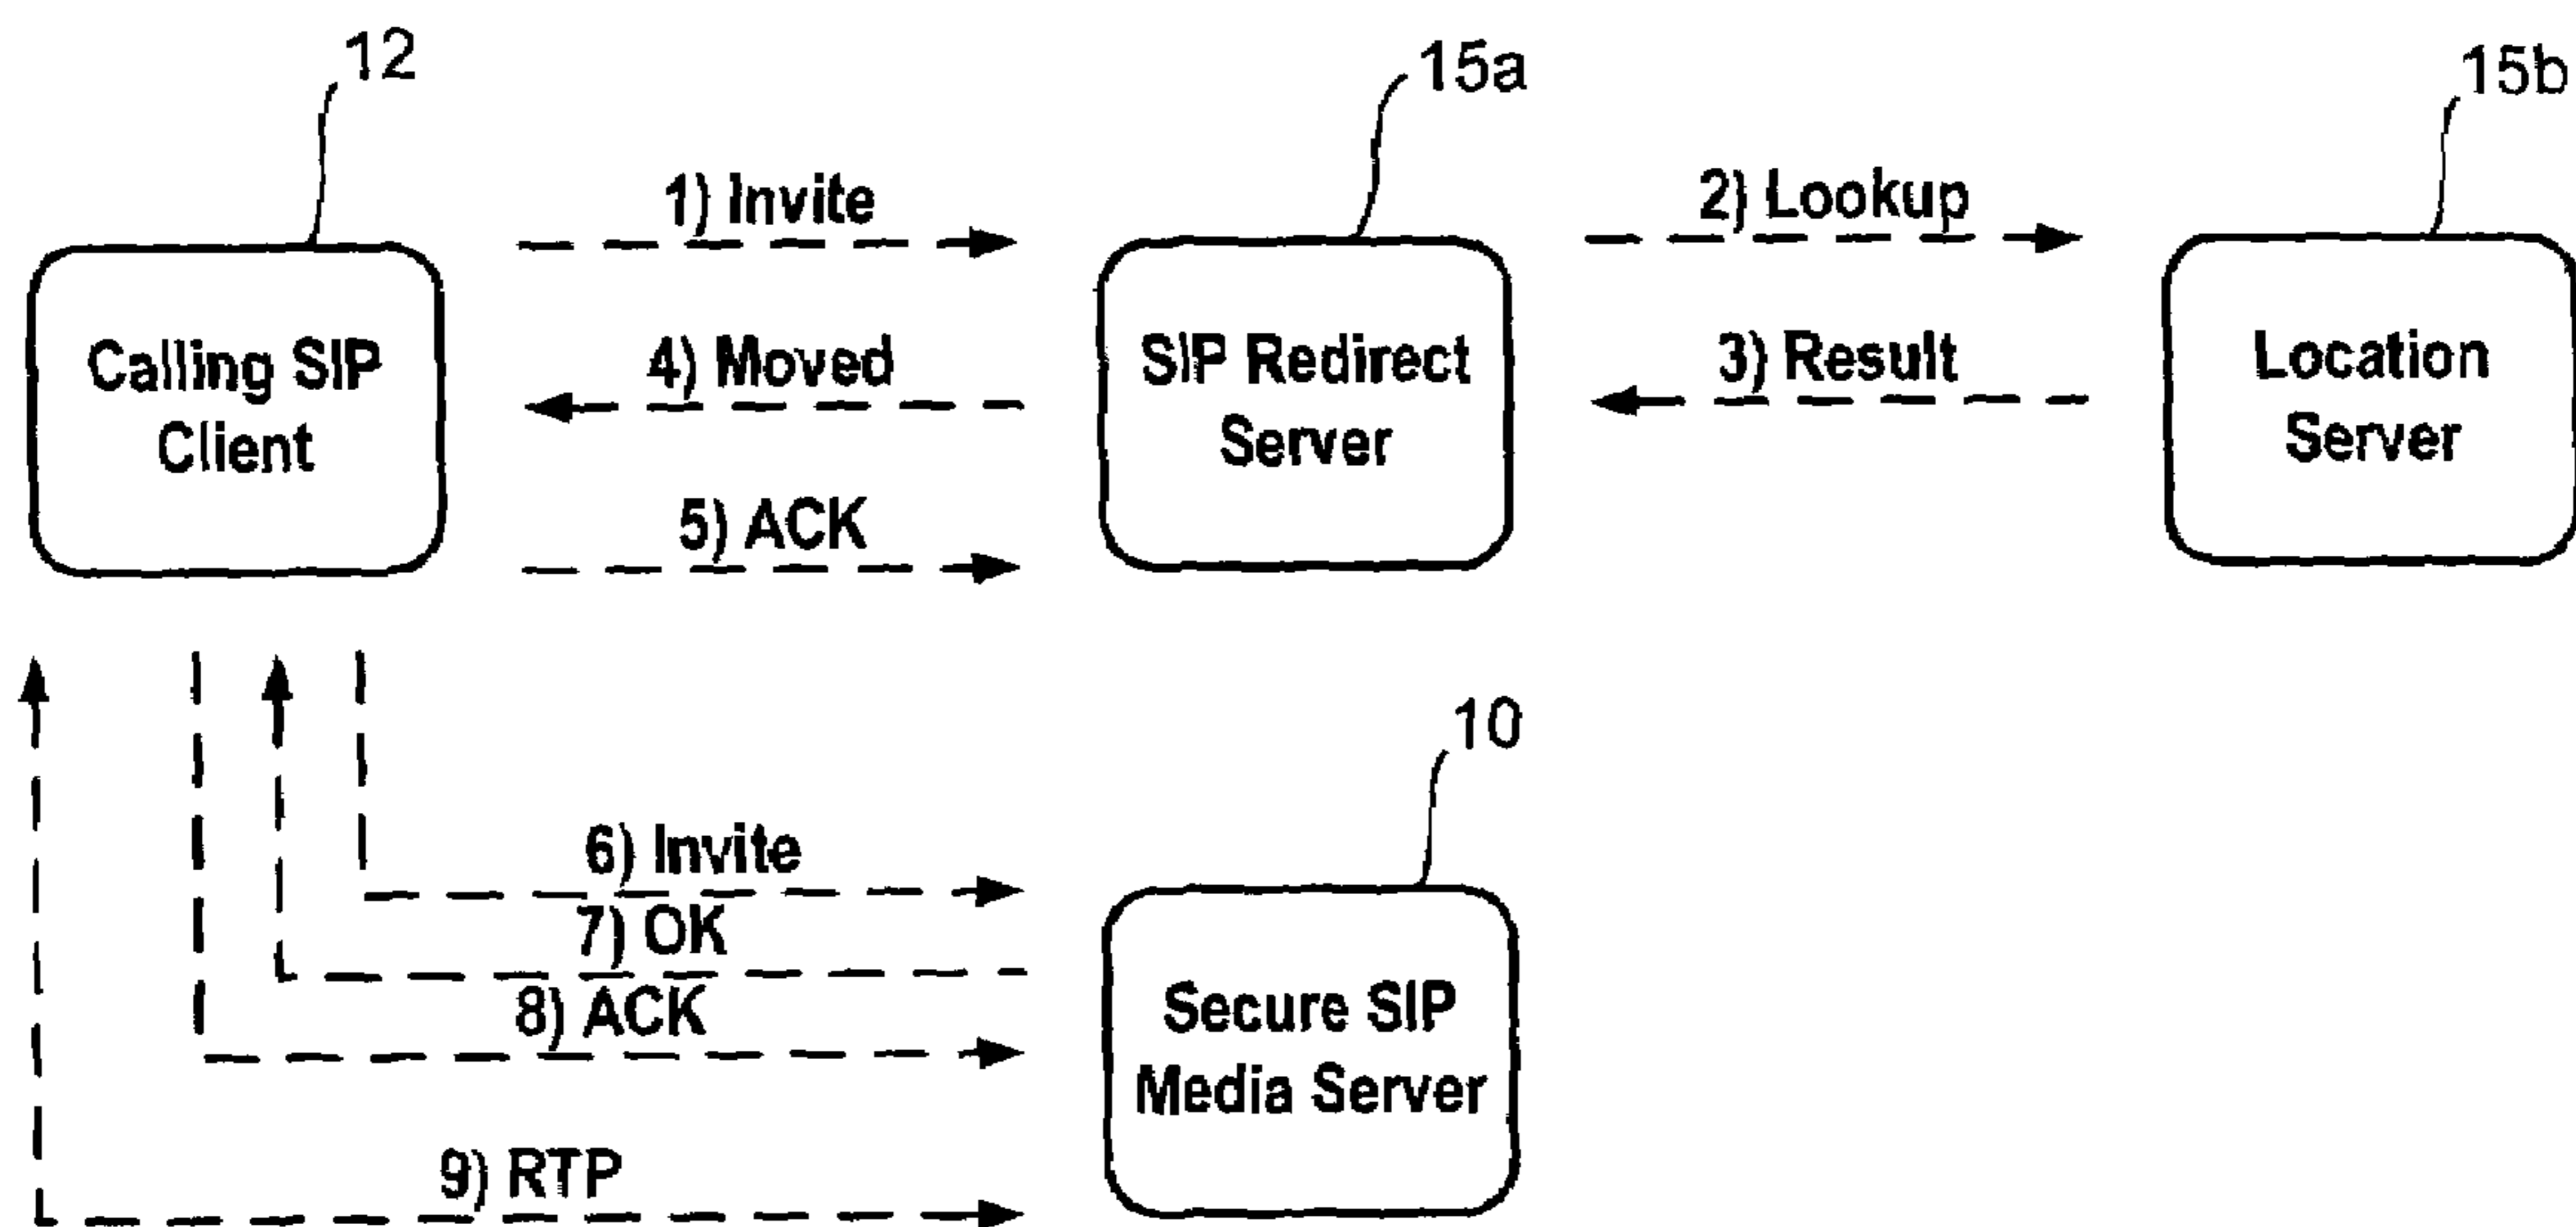 12
15a
15b
1) Invite
2) Lookup
Calling SIP
Client
4) Moved
SIP Redirect
Server
3) Result
Location
Server
5) ACK
10
6) Invite
7) OK
8) ACK
Secure SIP
Media Server
9) RTP